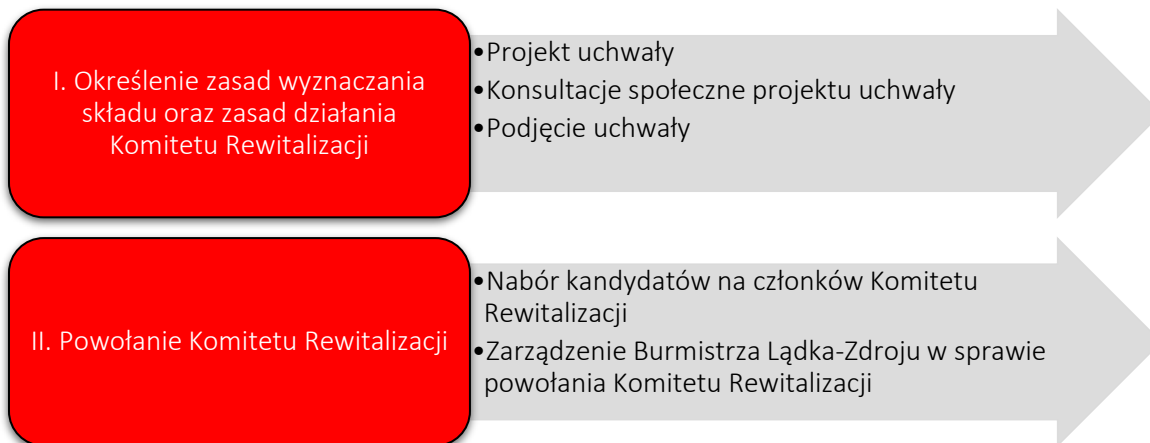 I. Określenie zasad wyznaczania
składu oraz zasad działania
Komitetu Rewitalizacji
•Projekt uchwały
•Konsultacje społeczne projektu uchwały
•Podjęcie uchwały
II. Powołanie Komitetu Rewitalizacji
•Nabór kandydatów na członków Komitetu
Rewitalizacji
•Zarządzenie Burmistrza Lądka-Zdroju w sprawie
powołania Komitetu Rewitalizacji